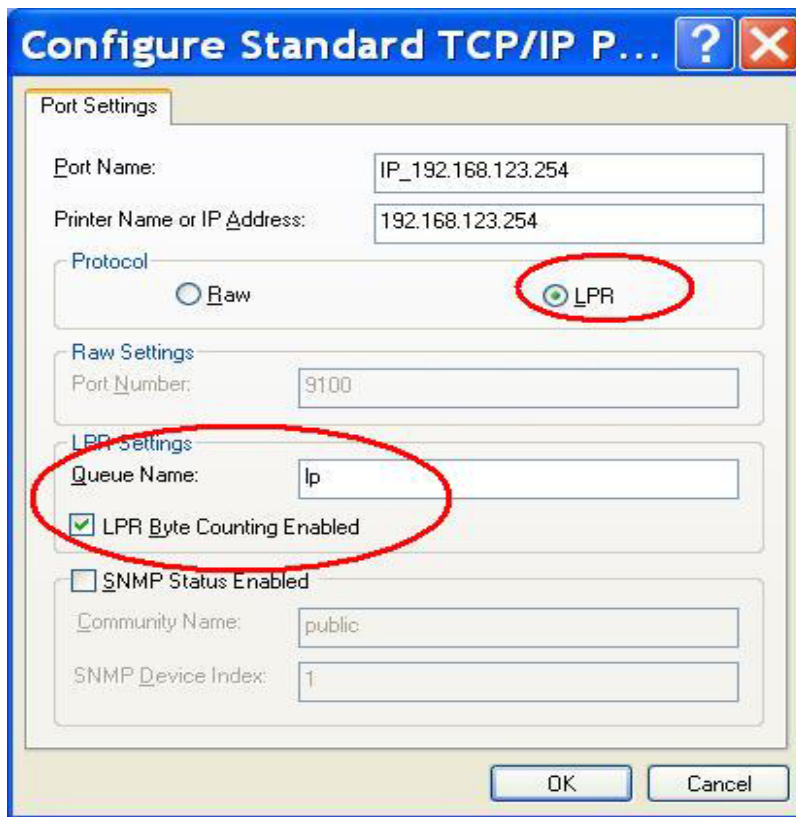 Configure Standard TCP/IP P... ? X
Port Settings
Port Name: IP_192.168.123.254
Printer Name or IP Address: 192.168.123.254
Protocol
Raw LPR
Raw Settings
Port Number: 9100
LPR Settings
Queue Name: lp
LPR Byte Counting Enabled
SNMP Status Enabled
Community Name: public
SNMP Device Index: 1
OK Cancel